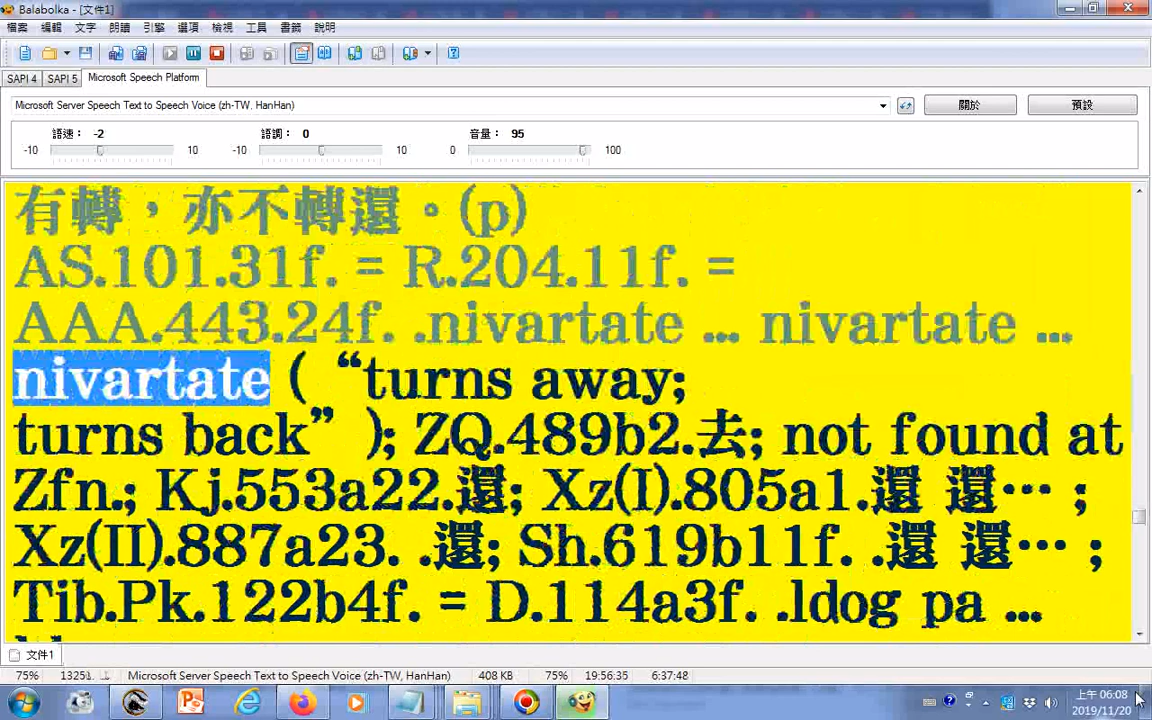 Balabolka - [文件1]
檔案 編輯 文字 朗讀 引擎 選項 檢視 工具 書籤 說明
SAPI 4 SAPI 5 Microsoft Speech Platform
Microsoft Server Speech Text to Speech Voice (zh-TW, HanHan)
關於 預設
語速： -2 語調： 0 音量： 95
-10 10 -10 10 0 100
有轉，亦不轉還。(p)
AS.101.31f. = R.204.11f. =
AAA.443.24f. .nivartate ... nivartate ...
nivartate (“turns away;
turns back”); ZQ.489b2.去; not found at
Zfn.; Kj.553a22.還; Xz(I).805a1.還 還… ;
Xz(II).887a23. .還; Sh.619b11f. .還 還… ;
Tib.Pk.122b4f. = D.114a3f. .ldog pa ...
文件1
75% Microsoft Server Speech Text to Speech Voice (zh-TW, HanHan) 408 KB 75% 19:56:35 6:37:48
上午 06:08
2019/11/20